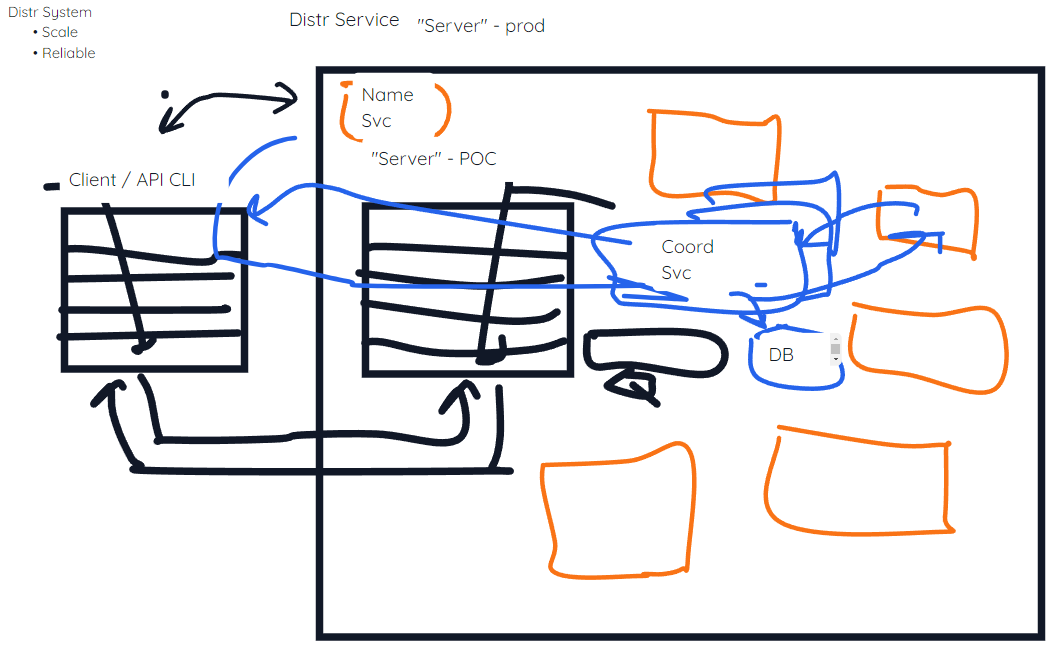 Distr System
• Scale
• Reliable
Distr Service
"Server" - prod
Name
Svc
"Server" - POC
Client / API CLI
Coord
Svc
DB